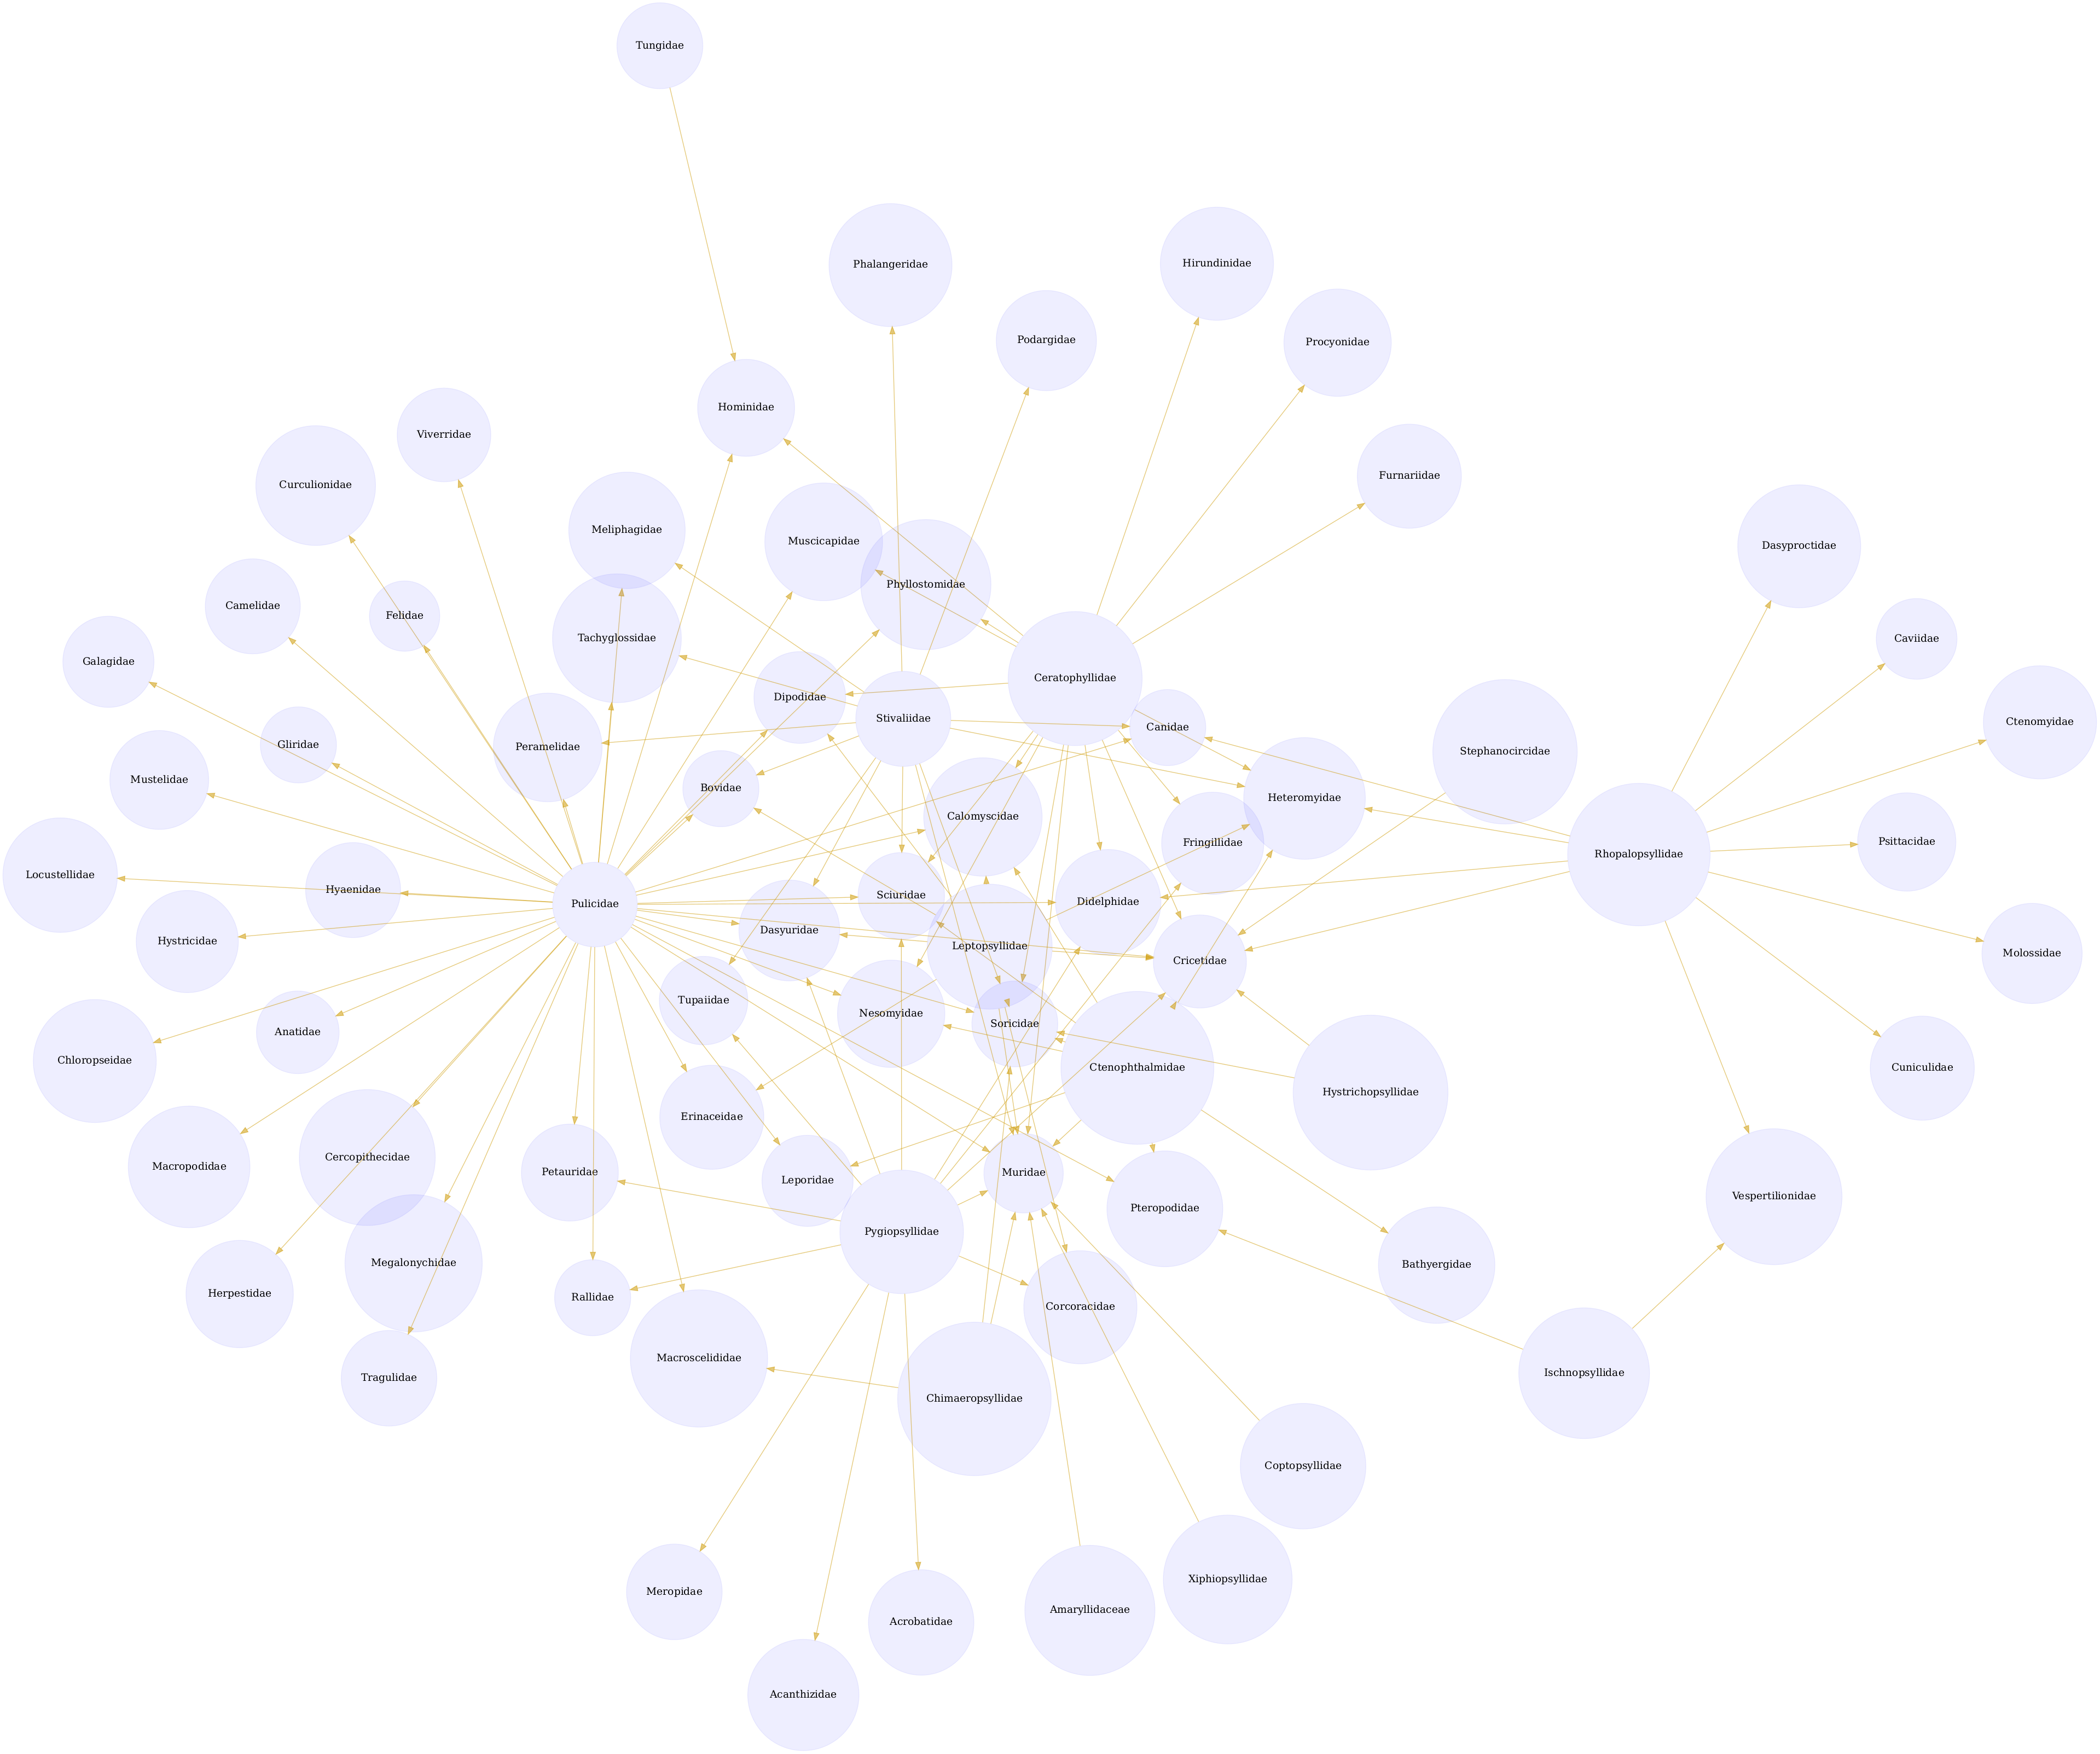 Tungidae
Phalangeridae
Hirundinidae
Podargidae
Procyonidae
Hominidae
Viverridae
Furnariidae
Curculionidae
Meliphagidae
Muscicapidae
Dasyproctidae
Phyllostomidae
Camelidae
Felidae
Tachyglossidae
Caviidae
Galagidae
Ceratophyllidae
Dipodidae
Stivaliidae
Ctenomyidae
Canidae
Gliridae
Peramelidae
Stephanocircidae
Mustelidae
Bovidae
Heteromyidae
Calomyscidae
Fringillidae
Psittacidae
Rhopalopsyllidae
Locustellidae
Hyaenidae
Sciuridae
Pulicidae
Didelphidae
Dasyuridae
Hystricidae
Leptopsyllidae
Molossidae
Cricetidae
Tupaiidae
Nesomyidae
Soricidae
Anatidae
Chloropseidae
Ctenophthalmidae
Cuniculidae
Hystrichopsyllidae
Erinaceidae
Cercopithecidae
Macropodidae
Petauridae
Muridae
Leporidae
Vespertilionidae
Pteropodidae
Pygiopsyllidae
Megalonychidae
Bathyergidae
Herpestidae
Rallidae
Corcoracidae
Macroscelididae
Ischnopsyllidae
Tragulidae
Chimaeropsyllidae
Coptopsyllidae
Xiphiopsyllidae
Meropidae
Amaryllidaceae
Acrobatidae
Acanthizidae